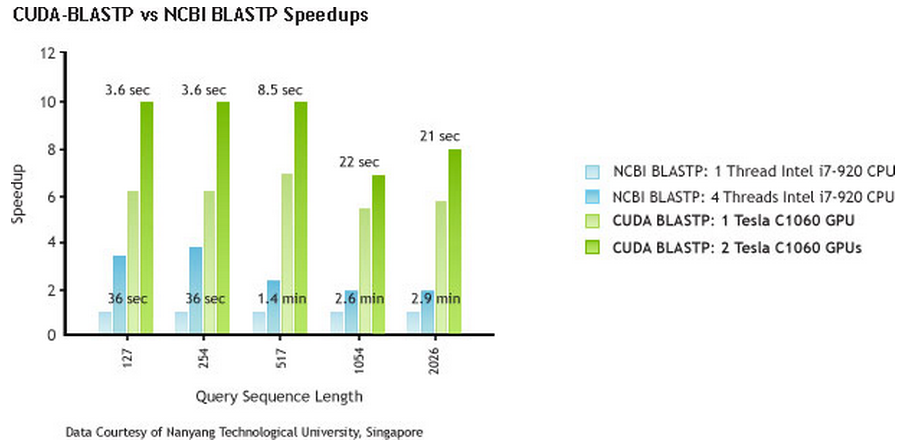 CUDA-BLASTP vs NCBI BLASTP Speedups
12
10
8
6
4
2
0
Speedup
3.6 sec
3.6 sec
8.5 sec
22 sec
21 sec
36 sec
36 sec
1.4 min
2.6 min
2.9 min
127
254
517
1054
2026
Query Sequence Length
NCBI BLASTP: 1 Thread Intel i7-920 CPU
NCBI BLASTP: 4 Threads Intel i7-920 CPU
CUDA BLASTP: 1 Tesla C1060 GPU
CUDA BLASTP: 2 Tesla C1060 GPUs
Data Courtesy of Nanyang Technological University, Singapore